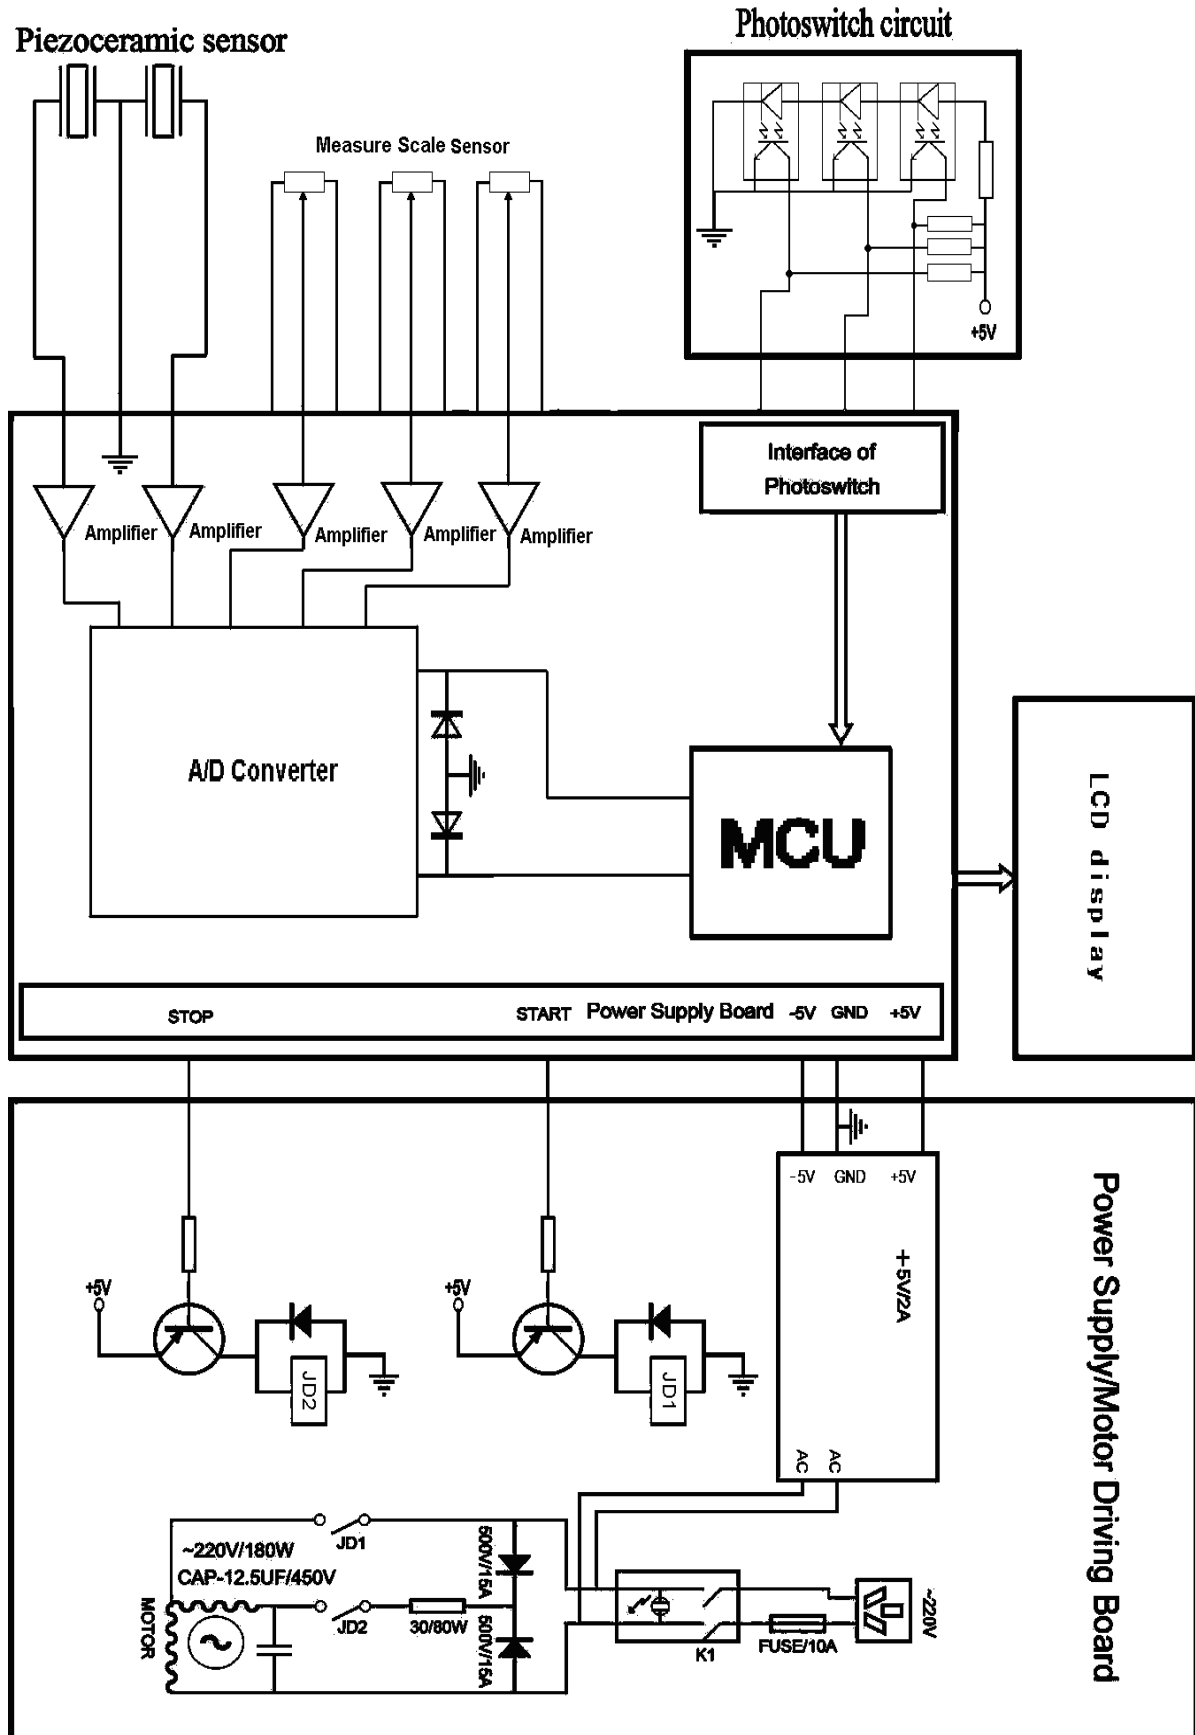 Piezoceramic sensor
Photoswitch circuit
Measure Scale Sensor
+5V
Interface of
Photoswitch
Amplifier
Amplifier
Amplifier
Amplifier
Amplifier
A/D Converter
MCU
LCD display
STOP
START
Power Supply Board
-5V
GND
+5V
-5V
GND
+5V
+5V/2A
Power Supply/Motor Driving Board
+5V
JD2
+5V
JD1
AC
AC
~220V/180W
CAP-12.5UF/450V
JD1
500V/15A
MOTOR
JD2
30/80W
500V/15A
K1
FUSE/10A
~220V